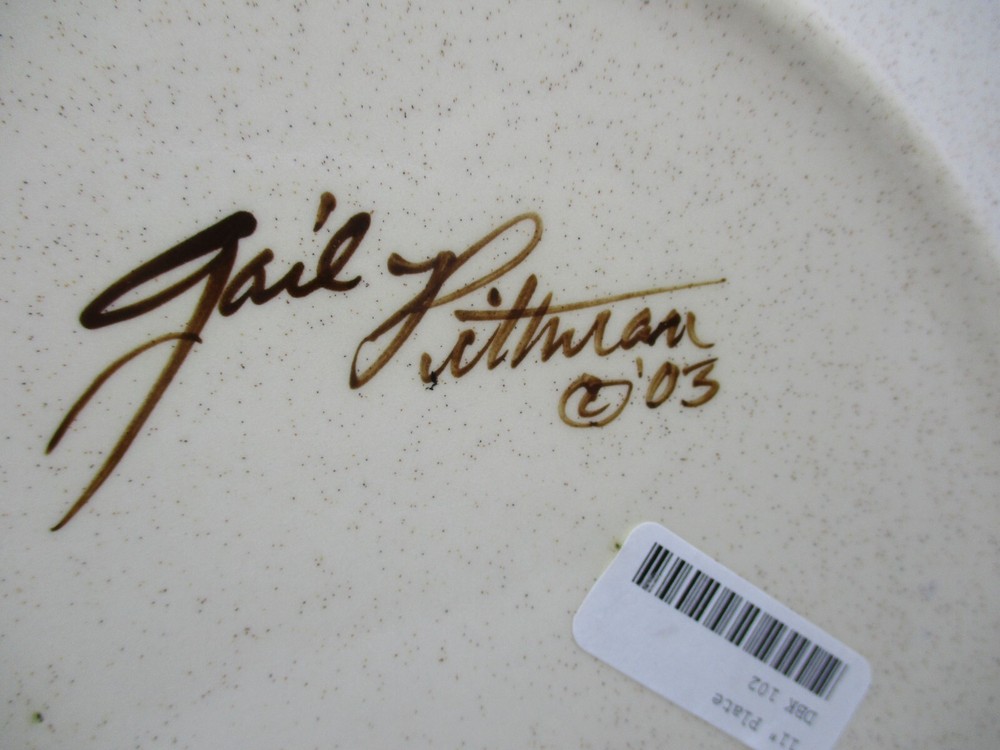 Gail Pittman
© '03
DBK 102
11" Plate